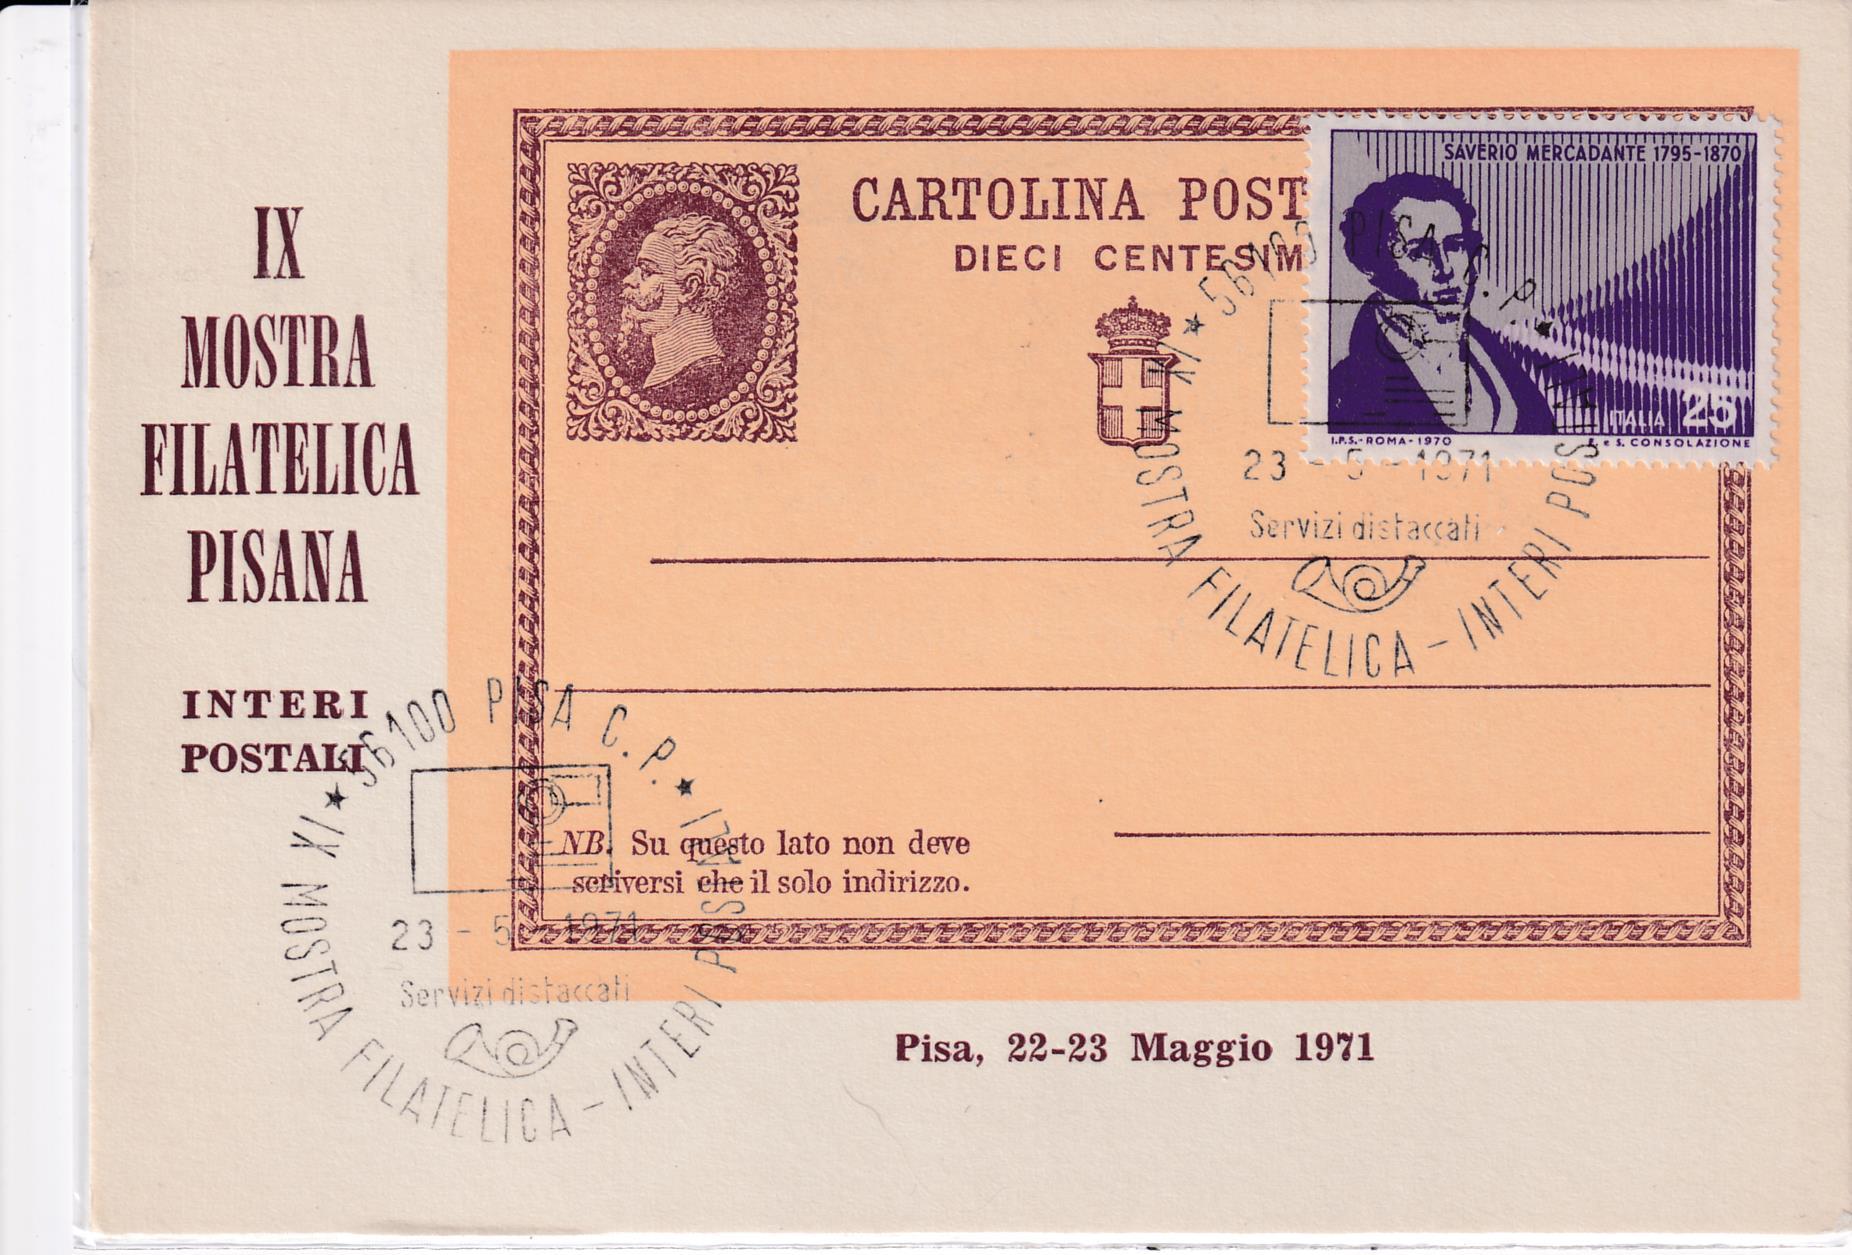 IX
MOSTRA
FILATELICA
PISANA
INTERI
POSTALI
CARTOLINA POST
DIECI CENTESIM
SAVERIO MERCADANTE 1795-1870
ITALIA 25
I.P.S.-ROMA-1970 E. e S. CONSOLAZIONE
★ 56100 PISA C.P. ★
IX MOSTRA FILATELICA – INTERI POSTALI
23 - 5 - 1971
Servizi distaccati
NB. Su questo lato non deve
scriversi che il solo indirizzo.
★ 56100 PISA C.P. ★
IX MOSTRA FILATELICA – INTERI POSTALI
23 - 5 - 1971
Servizi distaccati
Pisa, 22-23 Maggio 1971